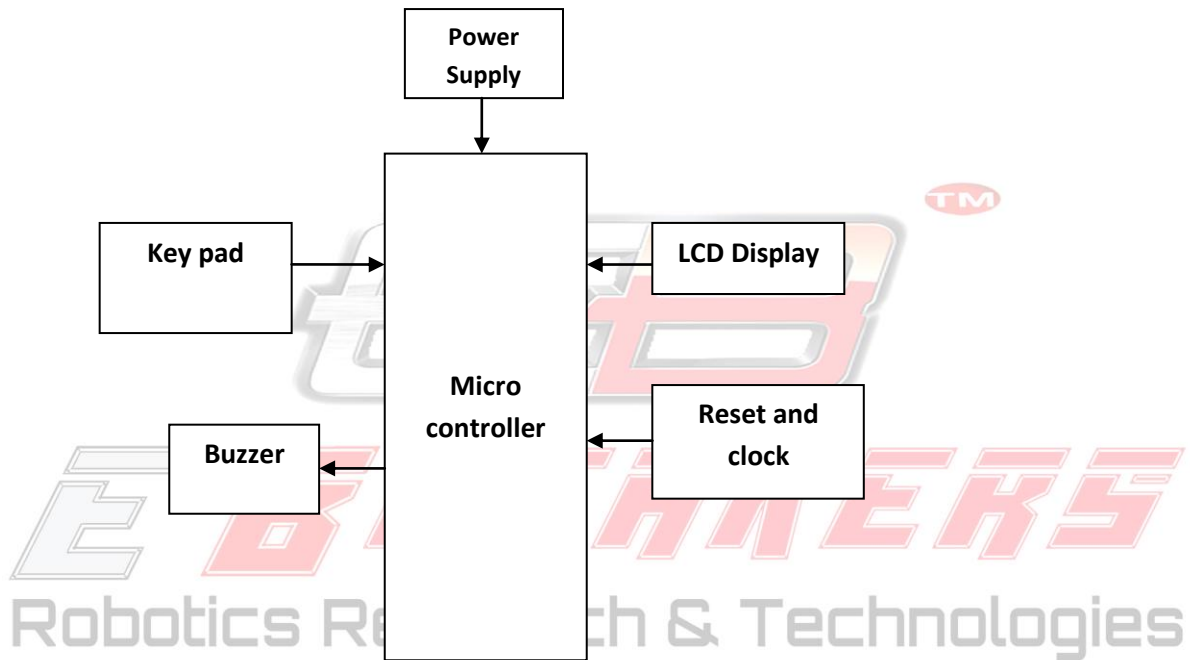 Power
Supply
TM
Key pad
LCD Display
Micro
controller
Reset and
clock
Buzzer
Robotics Re ch & Technologies